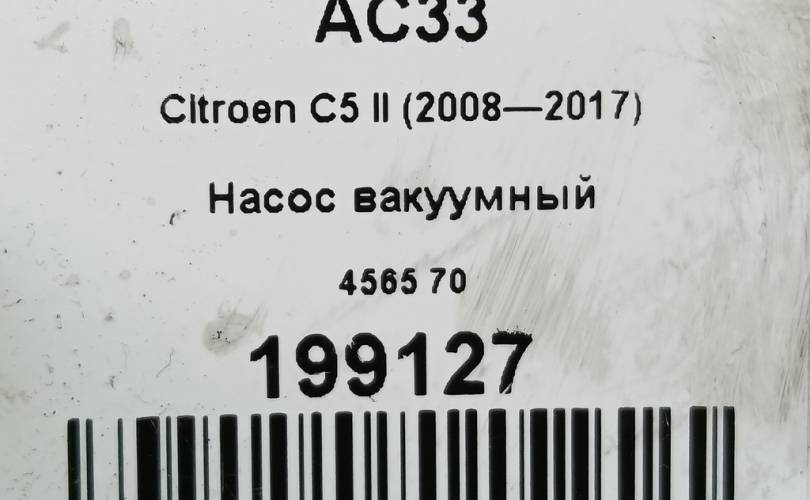 AC33
Citroen C5 II (2008—2017)
Насос вакуумный
4565 70
199127